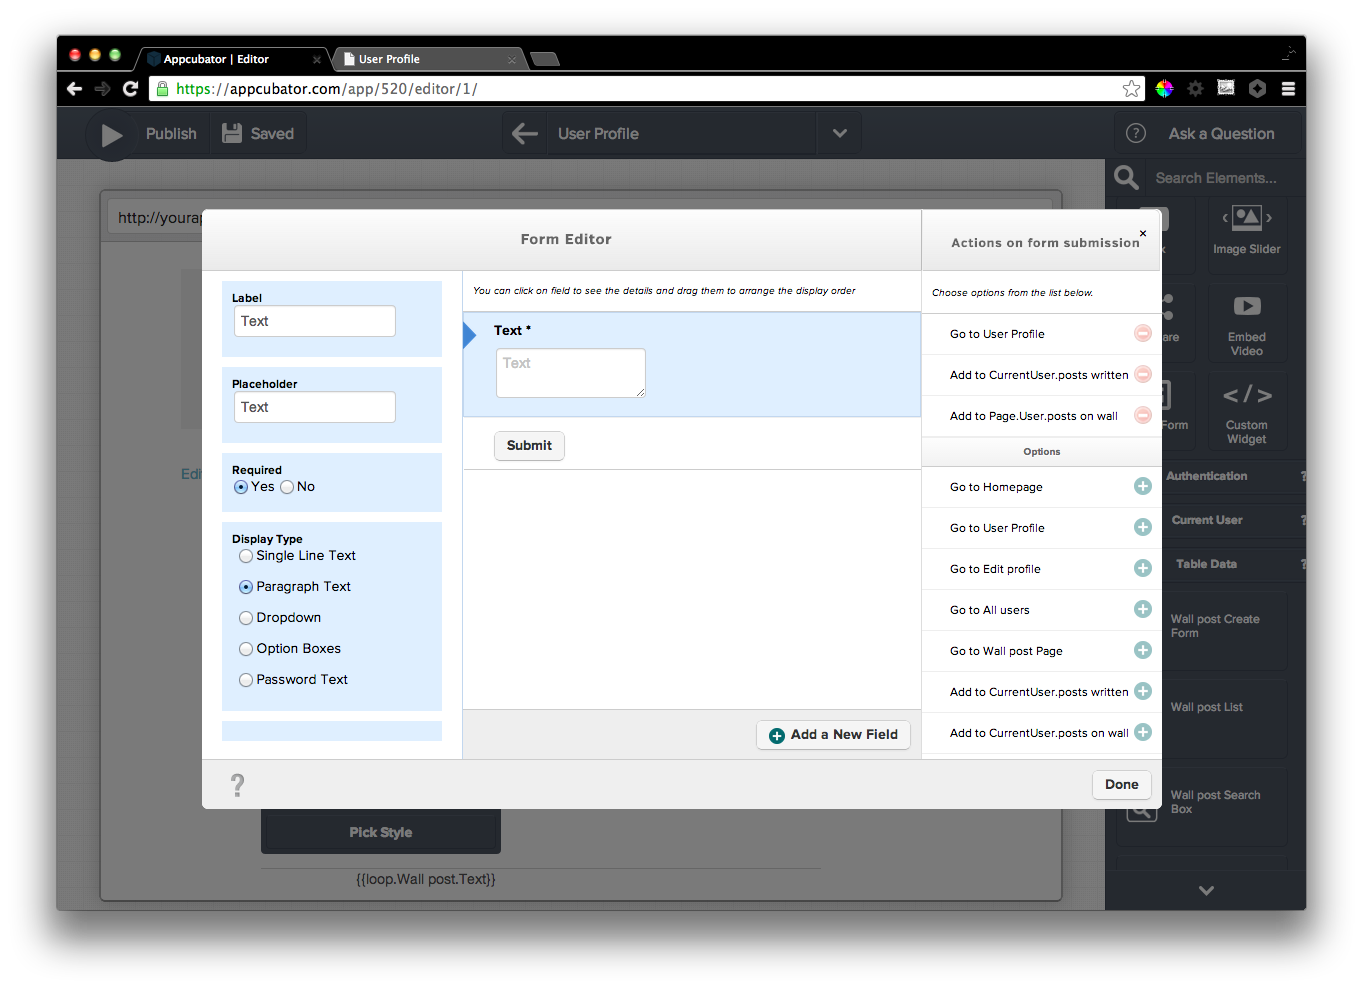 Appcubator | Editor
User Profile
https://appcubator.com/app/520/editor/1/
Publish
Saved
User Profile
? Ask a Question
Search Elements...
http://yourap
Form Editor
Actions on form submission
Image Slider
Label
Text
You can click on field to see the details and drag them to arrange the display order
Choose options from the list below.
Text *
Text
Go to User Profile
Embed
Video
Placeholder
Text
Add to CurrentUser.posts written
Add to Page.User.posts on wall
</>
Form
Custom
Widget
Submit
Options
Required
Yes No
Edi
Go to Homepage
Authentication ?
Go to User Profile
Current User ?
Display Type
Single Line Text
Paragraph Text
Dropdown
Option Boxes
Password Text
Go to Edit profile
Table Data ?
Go to All users
Wall post Create
Form
Go to Wall post Page
Add to CurrentUser.posts written
Wall post List
Add to CurrentUser.posts on wall
Add a New Field
?
Done
Wall post Search
Box
Pick Style
{{loop.Wall post.Text}}